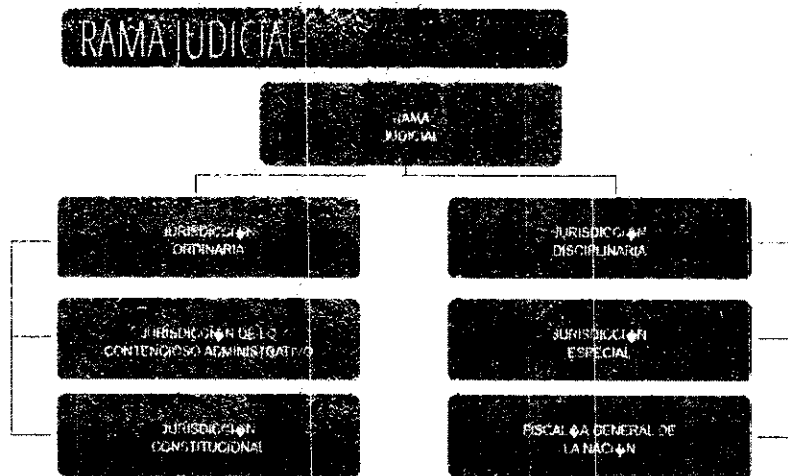 RAMA JUDICIAL
RAMA
JUDICIAL
JURISDICCI�N
ORDINARIA
JURISDICCI�N
DISCIPLINARIA
JURISDICCI�N DE LO
CONTENCIOSO ADMINISTRATIVO
JURISDICCI�N
ESPECIAL
JURISDICCI�N
CONSTITUCIONAL
FISCAL�A GENERAL DE
LA NACI�N